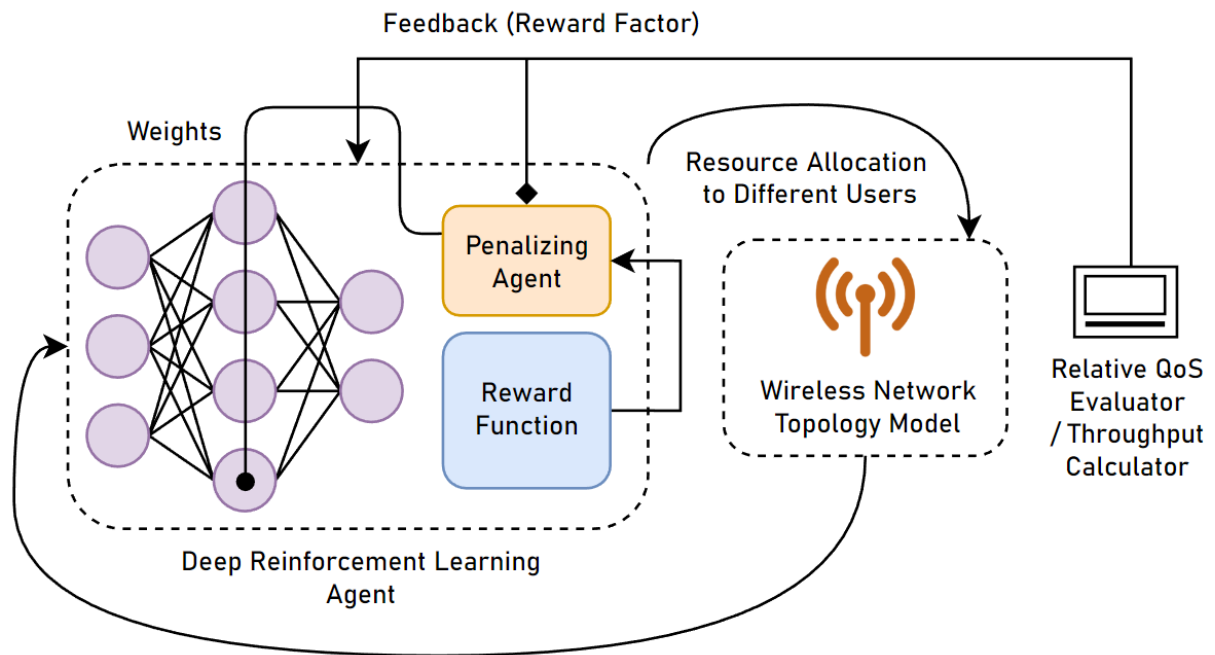 Feedback (Reward Factor)
Weights
Resource Allocation
to Different Users
Penalizing
Agent
Reward
Function
Wireless Network
Topology Model
Relative QoS
Evaluator
/ Throughput
Calculator
Deep Reinforcement Learning
Agent